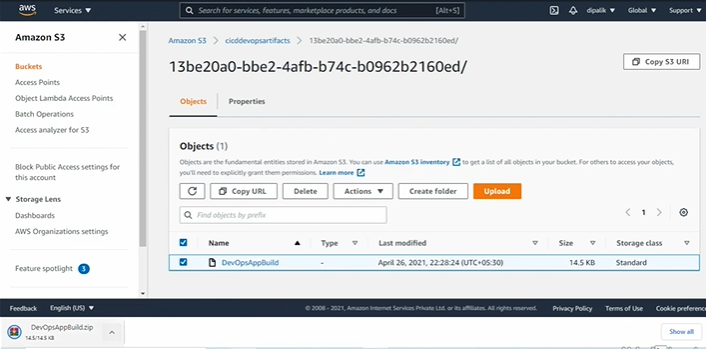 aws
Services
Search for services, features, marketplace products, and docs
[Alt+S]
dipalik
Global
Support
Amazon S3
Buckets
Access Points
Object Lambda Access Points
Batch Operations
Access analyzer for S3
Block Public Access settings for
this account
Storage Lens
Dashboards
AWS Organizations settings
Feature spotlight 3
Amazon S3 > cicddevopsartifacts > 13be20a0-bbe2-4afb-b74c-b0962b2160ed/
13be20a0-bbe2-4afb-b74c-b0962b2160ed/
Copy S3 URI
Objects Properties
Objects (1)
Objects are the fundamental entities stored in Amazon S3. You can use Amazon S3 inventory to get a list of all objects in your bucket. For others to access your objects,
you'll need to explicitly grant them permissions. Learn more
Copy URL Delete Actions Create folder Upload
Find objects by prefix
< 1 >
Name Type Last modified Size Storage class
DevOpsAppBuild - April 26, 2021, 22:28:24 (UTC+05:30) 14.5 KB Standard
Feedback English (US) © 2008 - 2021, Amazon Internet Services Private Ltd. or its affiliates. All rights reserved. Privacy Policy Terms of Use Cookie preference
DevOpsAppBuild.zip
14.5/14.5 KB
Show all